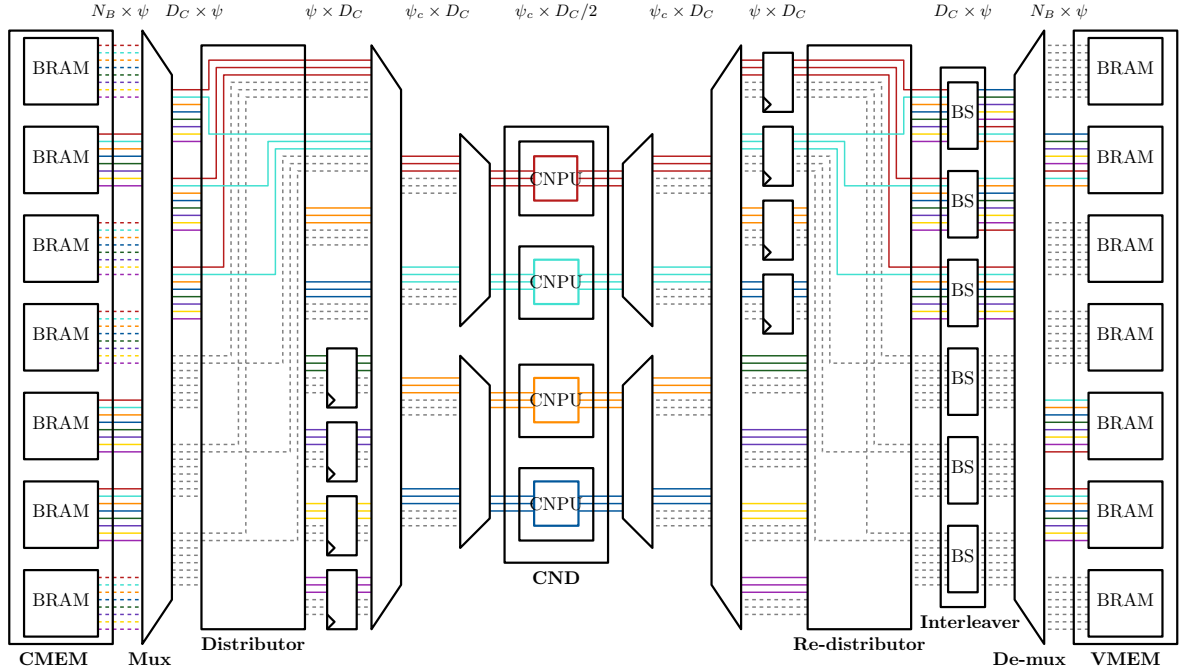 N_B × ψ D_C × ψ ψ × D_C ψ_c × D_C ψ_c × D_C/2 ψ_c × D_C ψ × D_C D_C × ψ N_B × ψ
BRAM
BRAM
BRAM
BRAM
BRAM
BRAM
BRAM
CMEM
Mux
Distributor
CNPU
CNPU
CNPU
CNPU
CND
Re-distributor
BS
BS
BS
BS
BS
BS
Interleaver
De-mux
BRAM
BRAM
BRAM
BRAM
BRAM
BRAM
BRAM
VMEM